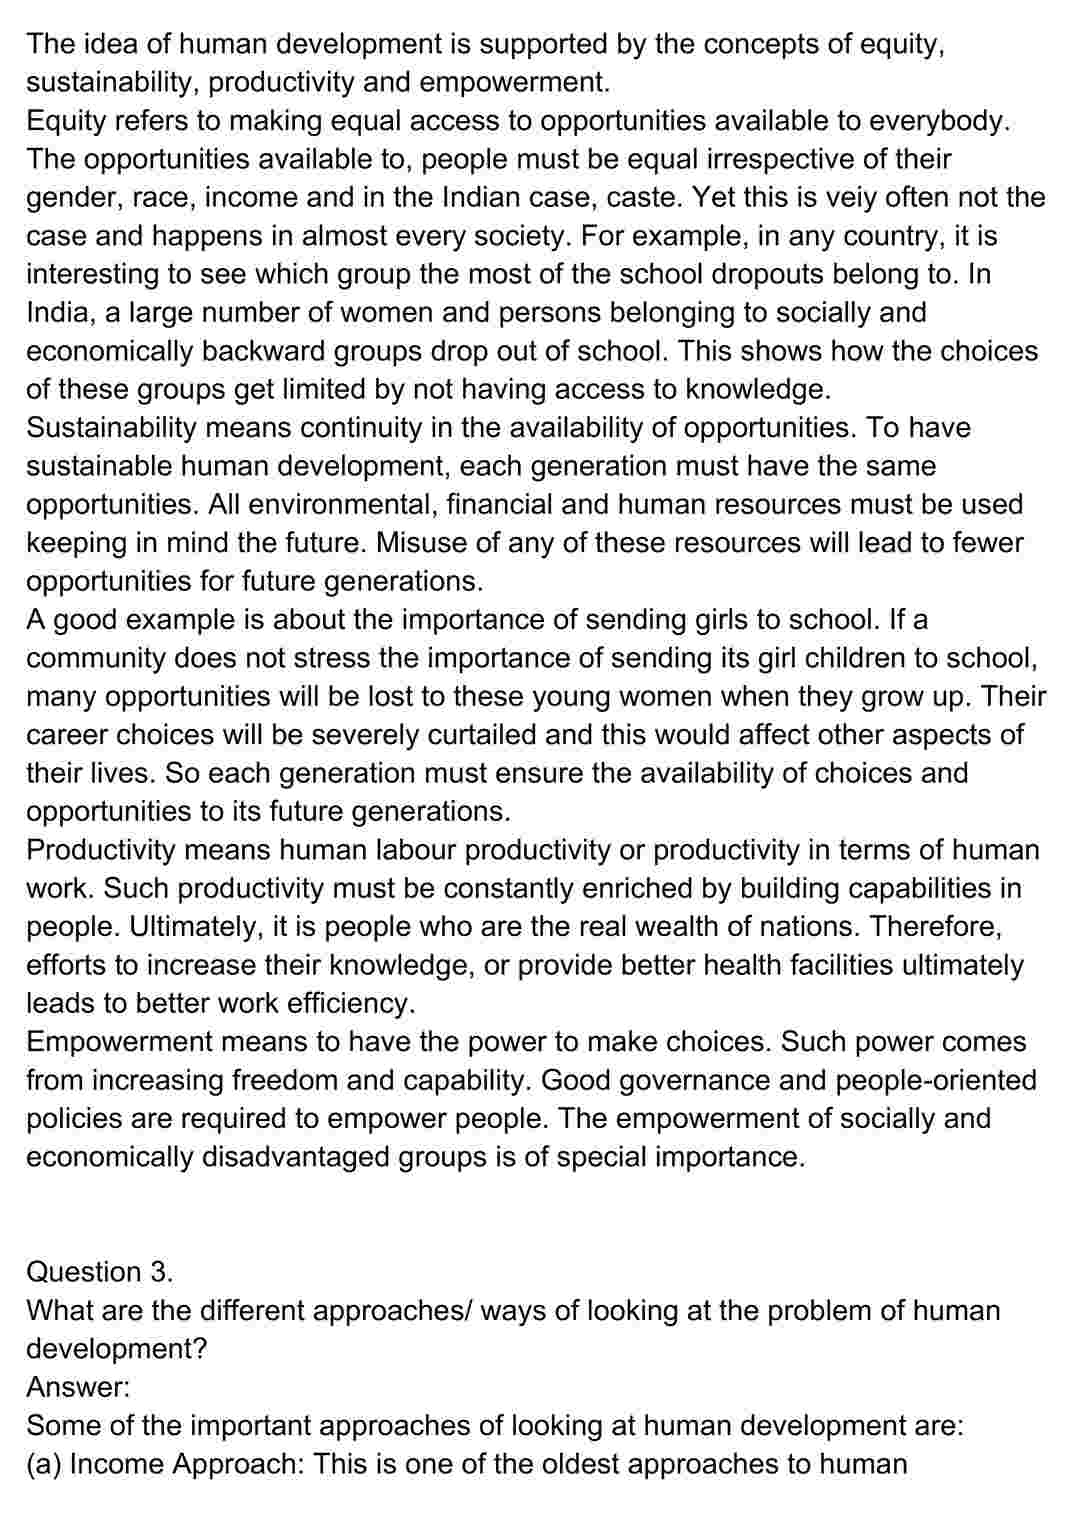 The idea of human development is supported by the concepts of equity,
sustainability, productivity and empowerment.
Equity refers to making equal access to opportunities available to everybody.
The opportunities available to, people must be equal irrespective of their
gender, race, income and in the Indian case, caste. Yet this is veiy often not the
case and happens in almost every society. For example, in any country, it is
interesting to see which group the most of the school dropouts belong to. In
India, a large number of women and persons belonging to socially and
economically backward groups drop out of school. This shows how the choices
of these groups get limited by not having access to knowledge.
Sustainability means continuity in the availability of opportunities. To have
sustainable human development, each generation must have the same
opportunities. All environmental, financial and human resources must be used
keeping in mind the future. Misuse of any of these resources will lead to fewer
opportunities for future generations.
A good example is about the importance of sending girls to school. If a
community does not stress the importance of sending its girl children to school,
many opportunities will be lost to these young women when they grow up. Their
career choices will be severely curtailed and this would affect other aspects of
their lives. So each generation must ensure the availability of choices and
opportunities to its future generations.
Productivity means human labour productivity or productivity in terms of human
work. Such productivity must be constantly enriched by building capabilities in
people. Ultimately, it is people who are the real wealth of nations. Therefore,
efforts to increase their knowledge, or provide better health facilities ultimately
leads to better work efficiency.
Empowerment means to have the power to make choices. Such power comes
from increasing freedom and capability. Good governance and people-oriented
policies are required to empower people. The empowerment of socially and
economically disadvantaged groups is of special importance.
Question 3.
What are the different approaches/ ways of looking at the problem of human
development?
Answer:
Some of the important approaches of looking at human development are:
(a) Income Approach: This is one of the oldest approaches to human